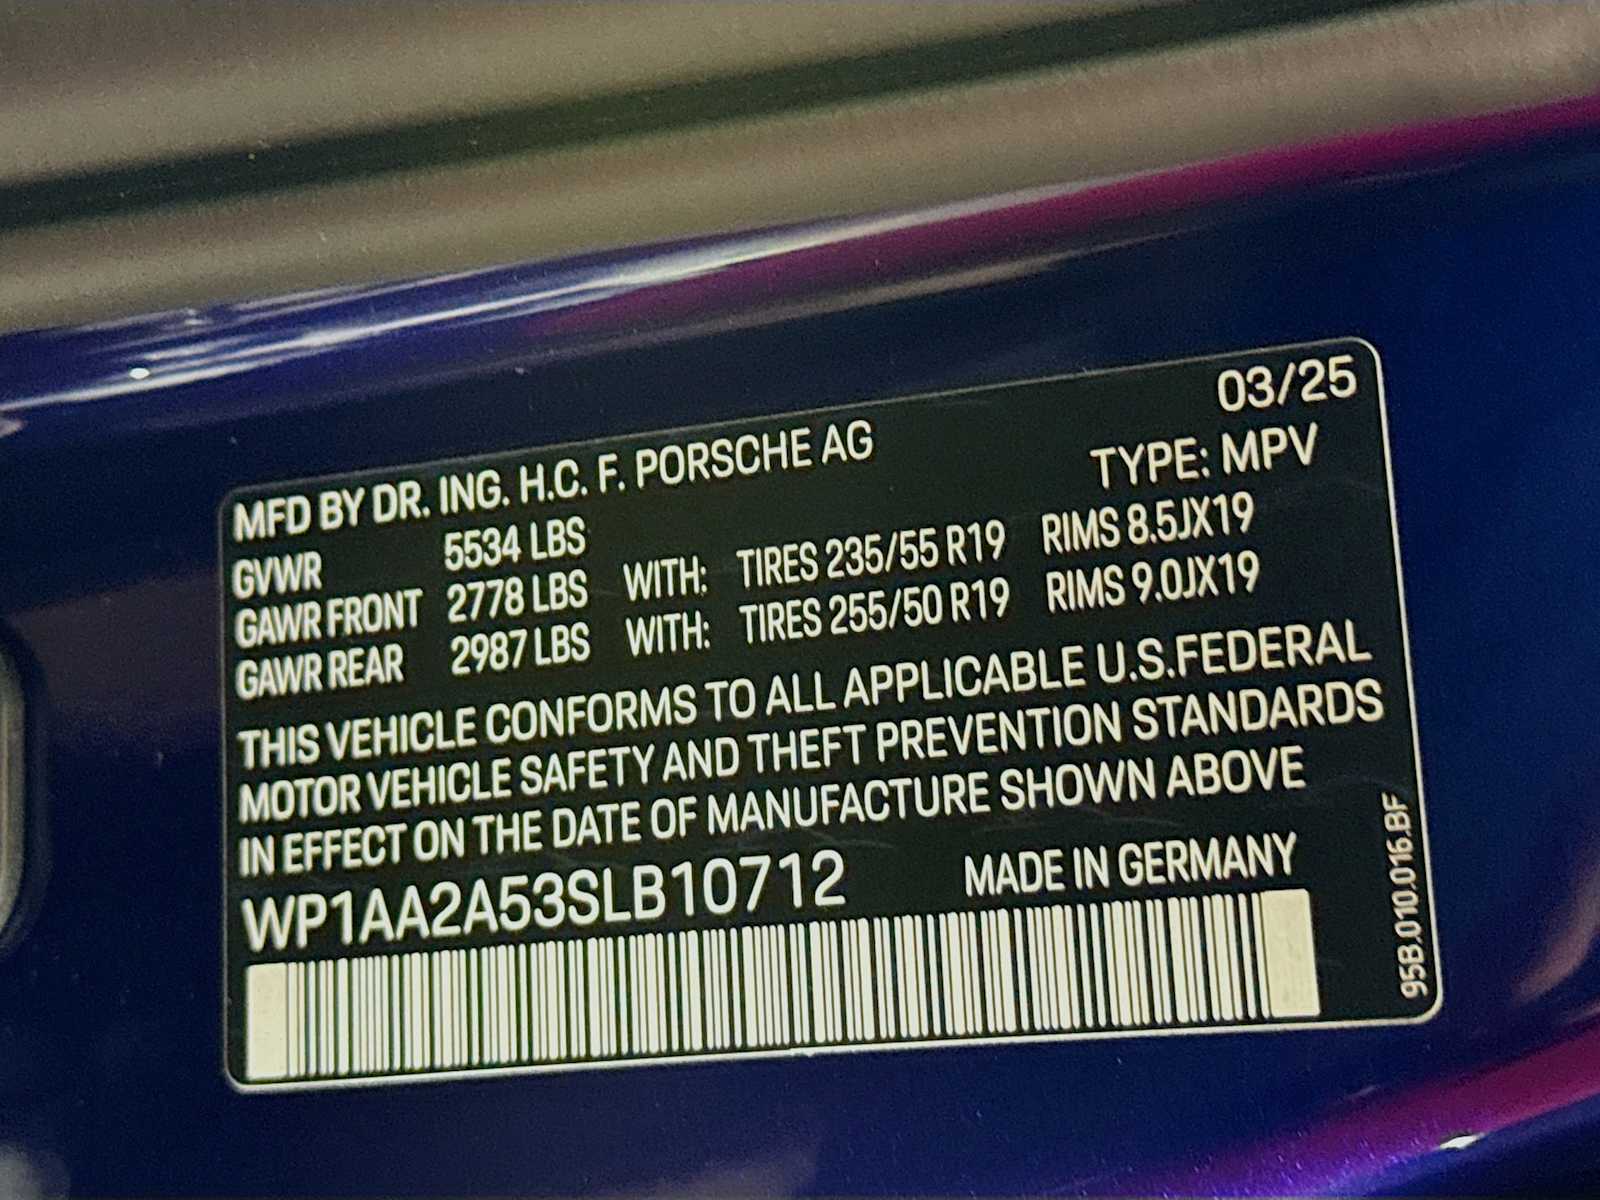 03/25
MFD BY DR. ING. H.C. F. PORSCHE AG TYPE: MPV
GVWR 5534 LBS
GAWR FRONT 2778 LBS WITH: TIRES 235/55 R19 RIMS 8.5JX19
GAWR REAR 2987 LBS WITH: TIRES 255/50 R19 RIMS 9.0JX19
THIS VEHICLE CONFORMS TO ALL APPLICABLE U.S.FEDERAL
MOTOR VEHICLE SAFETY AND THEFT PREVENTION STANDARDS
IN EFFECT ON THE DATE OF MANUFACTURE SHOWN ABOVE
WP1AA2A53SLB10712 MADE IN GERMANY
95B.010.016.BF